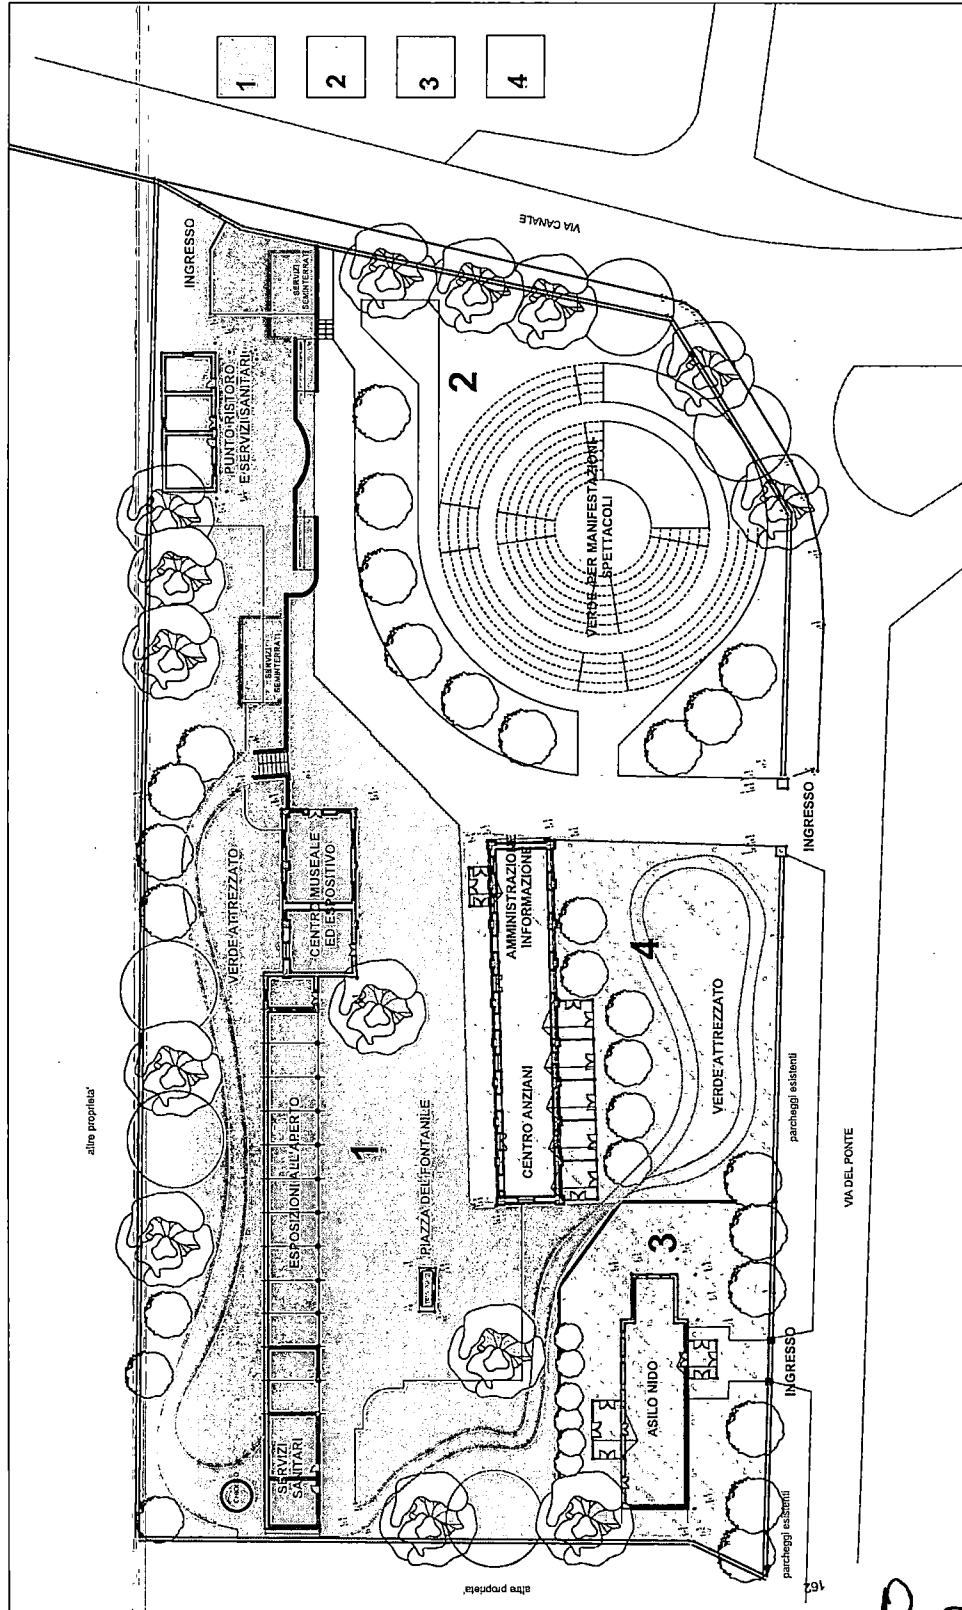 altre proprieta'
INGRESSO
PUNTO RISTORO
E SERVIZI SANITARI
VERDE ATTREZZATO
SERVIZI
SEMINTERRATI
SERVIZI
SEMINTERRATI
1
2
3
4
SERVIZI
SANITARI
ESPOSIZIONI ALL'APERTO
CENTRO MUSEALE
ED ESPOSITIVO
1
PIAZZA DEL FONTANILE
2
VIA CANALE
altre proprieta'
CENTRO ANZIANI
AMMINISTRAZIONE
INFORMAZIONE
VERDE PER MANIFESTAZIONI
SPETTACOLI
4
3
ASILO NIDO
VERDE ATTREZZATO
parcheggi esistenti
INGRESSO
parcheggi esistenti
INGRESSO
VIA DEL PONTE
162